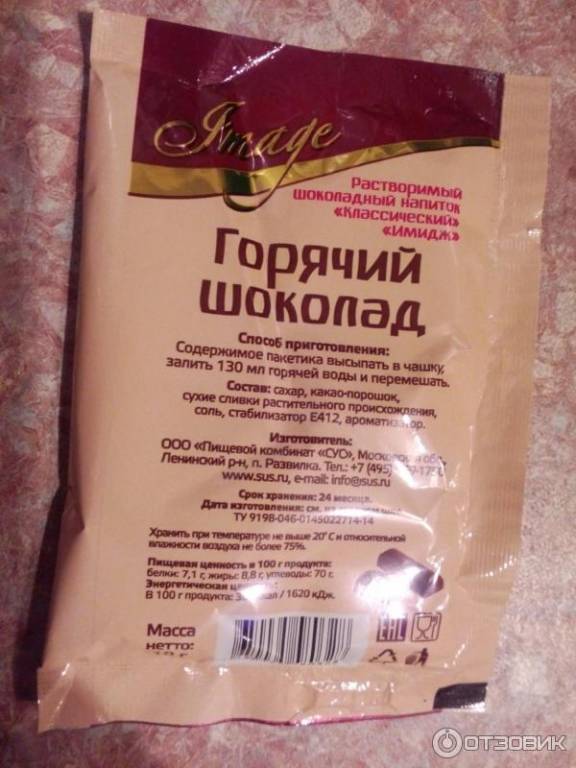 Image
Растворимый
шоколадный напиток
«Классический»
«Имидж»
Горячий
шоколад
Способ приготовления:
Содержимое пакетика высыпать в чашку,
залить 130 мл горячей воды и перемешать.
Состав: сахар, какао-порошок,
сухие сливки растительного происхождения,
соль, стабилизатор Е412, ароматизатор.
Изготовитель:
ООО «Пищевой комбинат «СУО», Московская обл.,
Ленинский р-н, п. Развилка. Тел.: +7 (495)
www.sus.ru, e-mail: info@sus.ru
Срок хранения: 24 месяца.
Дата изготовления: см. на
ТУ 9198-046-0145022714-14
Хранить при температуре не выше 20°С и относительной
влажности воздуха не более 75%.
Пищевая ценность в 100 г продукта:
белки: 7,1 г, жиры: 8,8 г, углеводы: 70 г.
Энергетическая
В 100 г продукта: / 1620 кДж.
Масса
нетто:
EAC
ОТЗОВИК